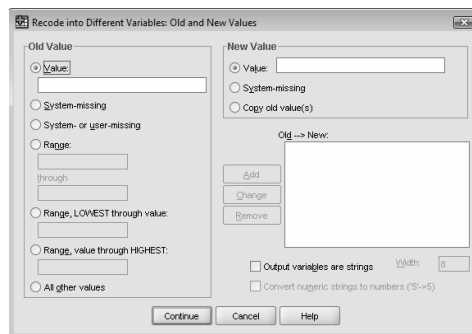 Recode into Different Variables: Old and New Values
Old Value
Value:
System-missing
System- or user-missing
Range:
through
Range, LOWEST through value:
Range, value through HIGHEST:
All other values
New Value
Value:
System-missing
Copy old value(s)
Old --> New:
Add
Change
Remove
Output variables are strings
Width: 8
Convert numeric strings to numbers ('5'->5)
Continue
Cancel
Help